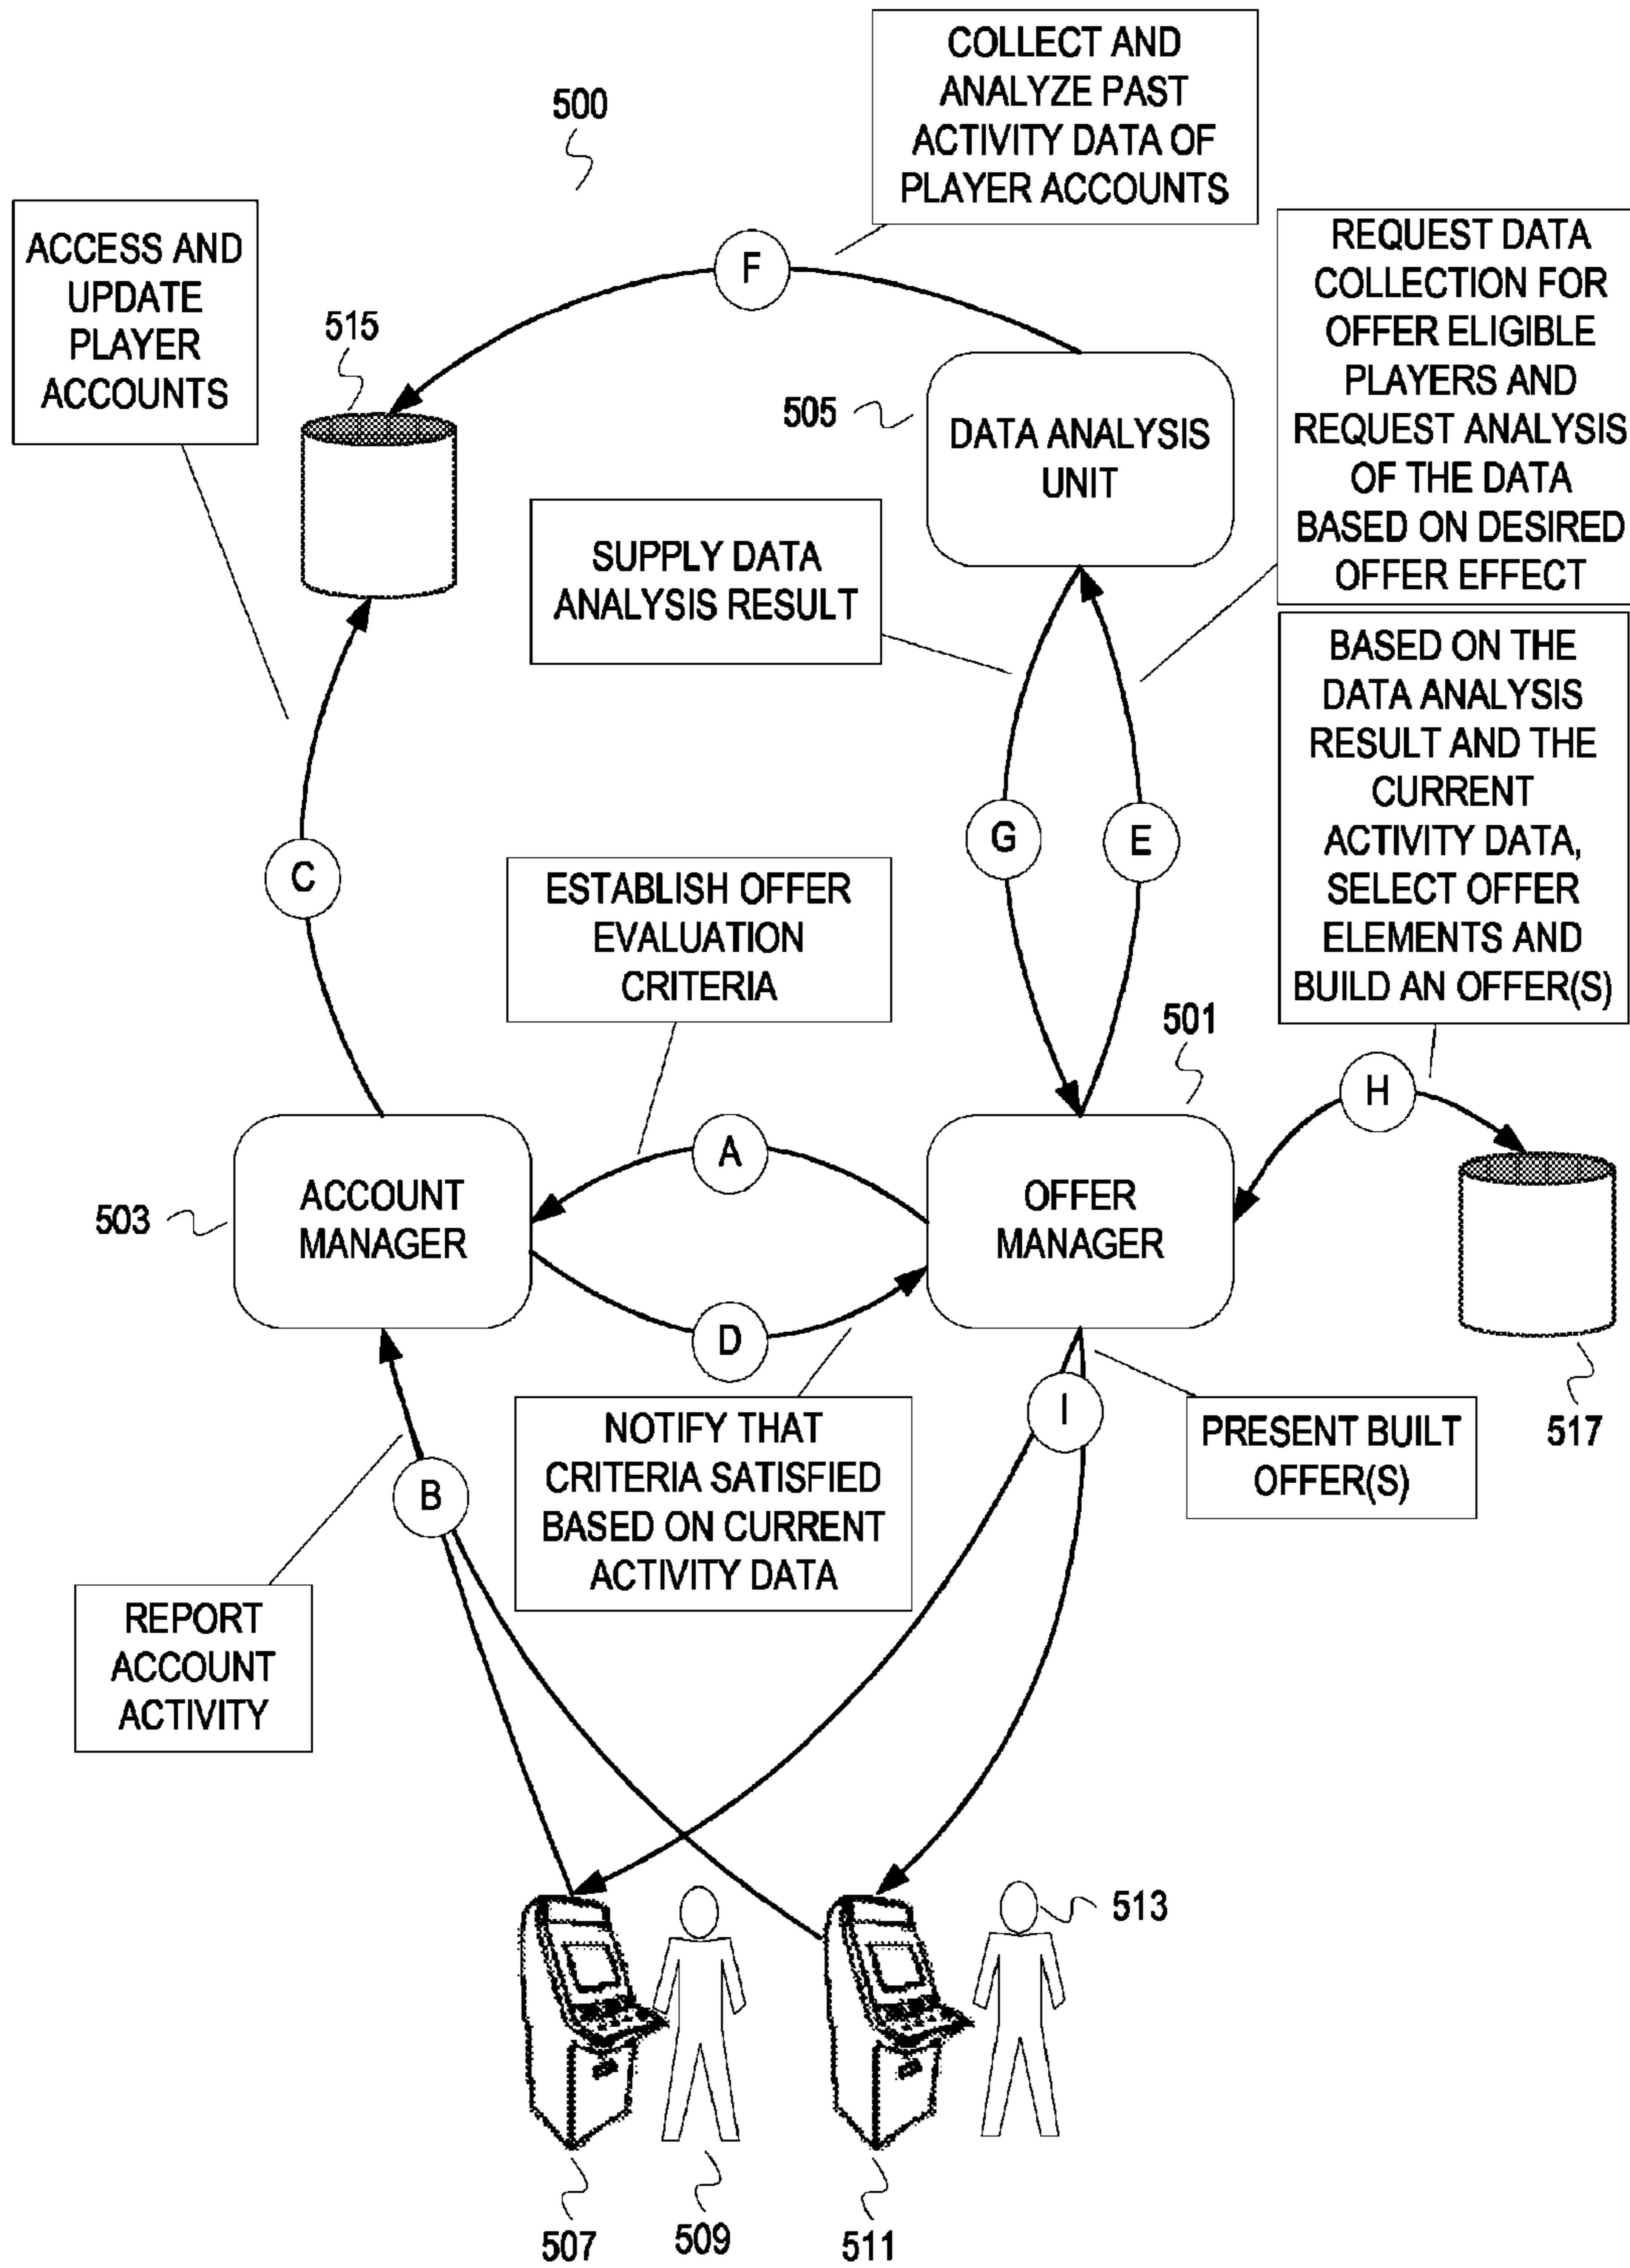 COLLECT AND
ANALYZE PAST
ACTIVITY DATA OF
PLAYER ACCOUNTS
500
ACCESS AND
UPDATE
PLAYER
ACCOUNTS
515
F
REQUEST DATA
COLLECTION FOR
OFFER ELIGIBLE
PLAYERS AND
REQUEST ANALYSIS
OF THE DATA
BASED ON DESIRED
OFFER EFFECT
505
DATA ANALYSIS
UNIT
SUPPLY DATA
ANALYSIS RESULT
BASED ON THE
DATA ANALYSIS
RESULT AND THE
CURRENT
ACTIVITY DATA,
SELECT OFFER
ELEMENTS AND
BUILD AN OFFER(S)
G
E
C
ESTABLISH OFFER
EVALUATION
CRITERIA
501
H
A
503
ACCOUNT
MANAGER
OFFER
MANAGER
D
I
517
NOTIFY THAT
CRITERIA SATISFIED
BASED ON CURRENT
ACTIVITY DATA
PRESENT BUILT
OFFER(S)
B
REPORT
ACCOUNT
ACTIVITY
513
507
509
511